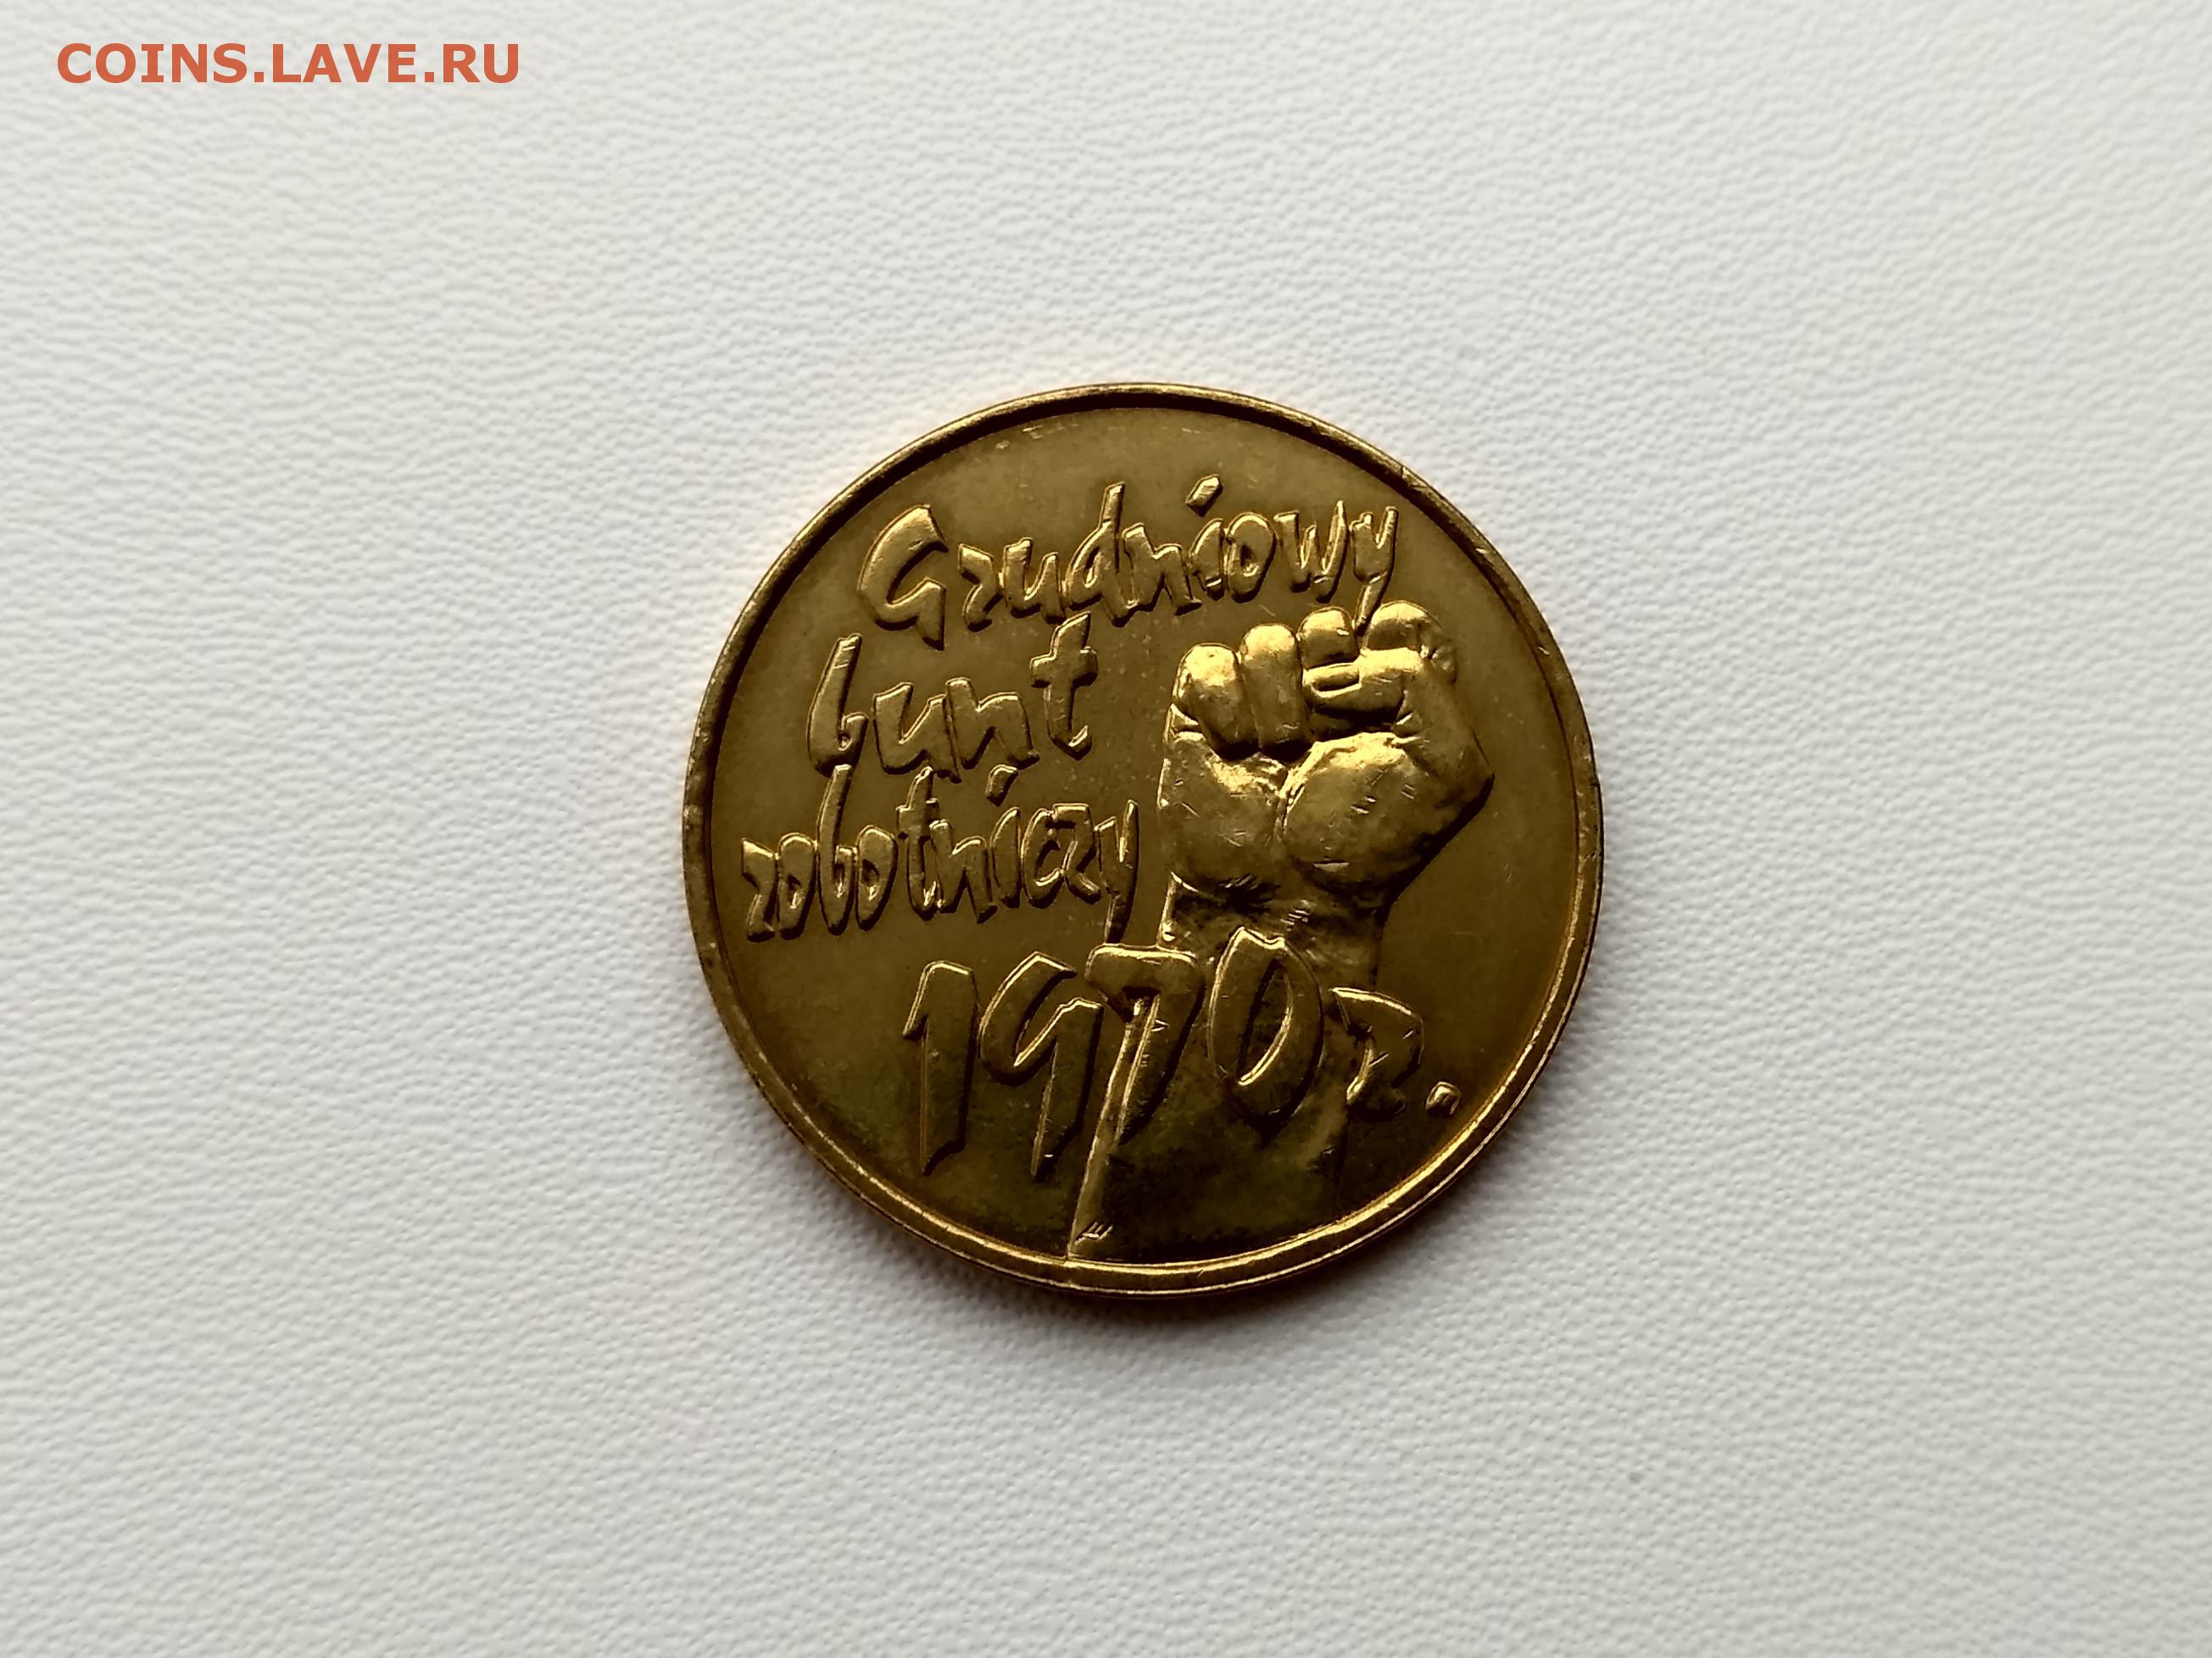 COINS.LAVE.RU
Grudniowy
bunt
robotniczy
1970 r.